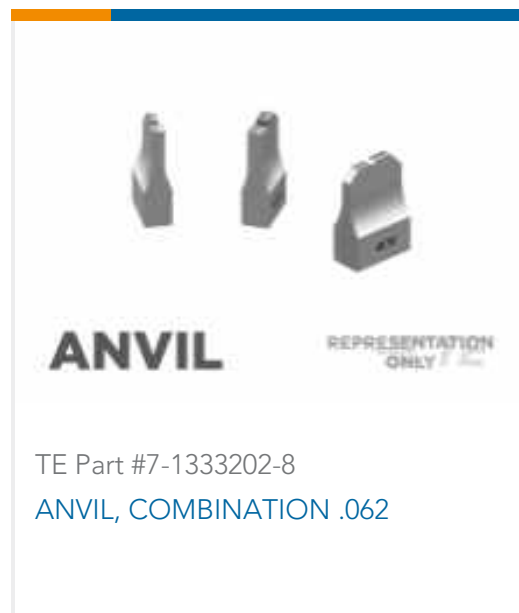 ANVIL
REPRESENTATION
ONLY
TE Part #7-1333202-8
ANVIL, COMBINATION .062